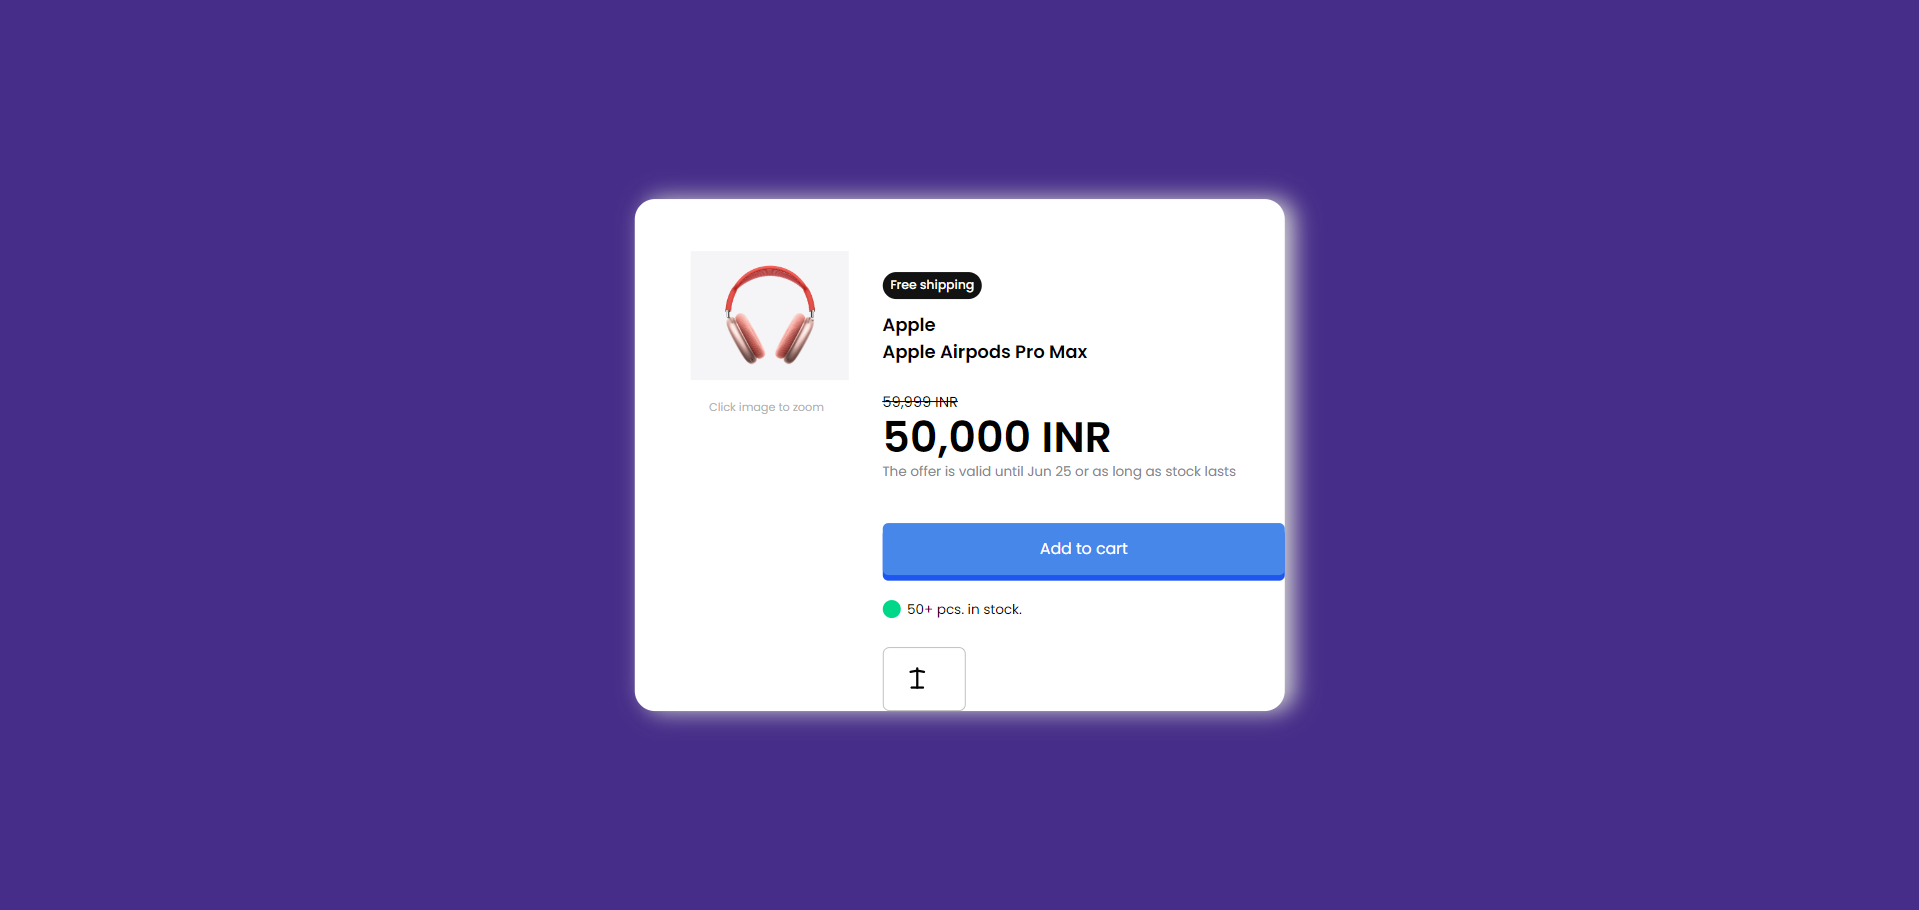 Free shipping
Apple
Apple Airpods Pro Max
59,999 INR
50,000 INR
The offer is valid until Jun 25 or as long as stock lasts
Click image to zoom
Add to cart
50+ pcs. in stock.